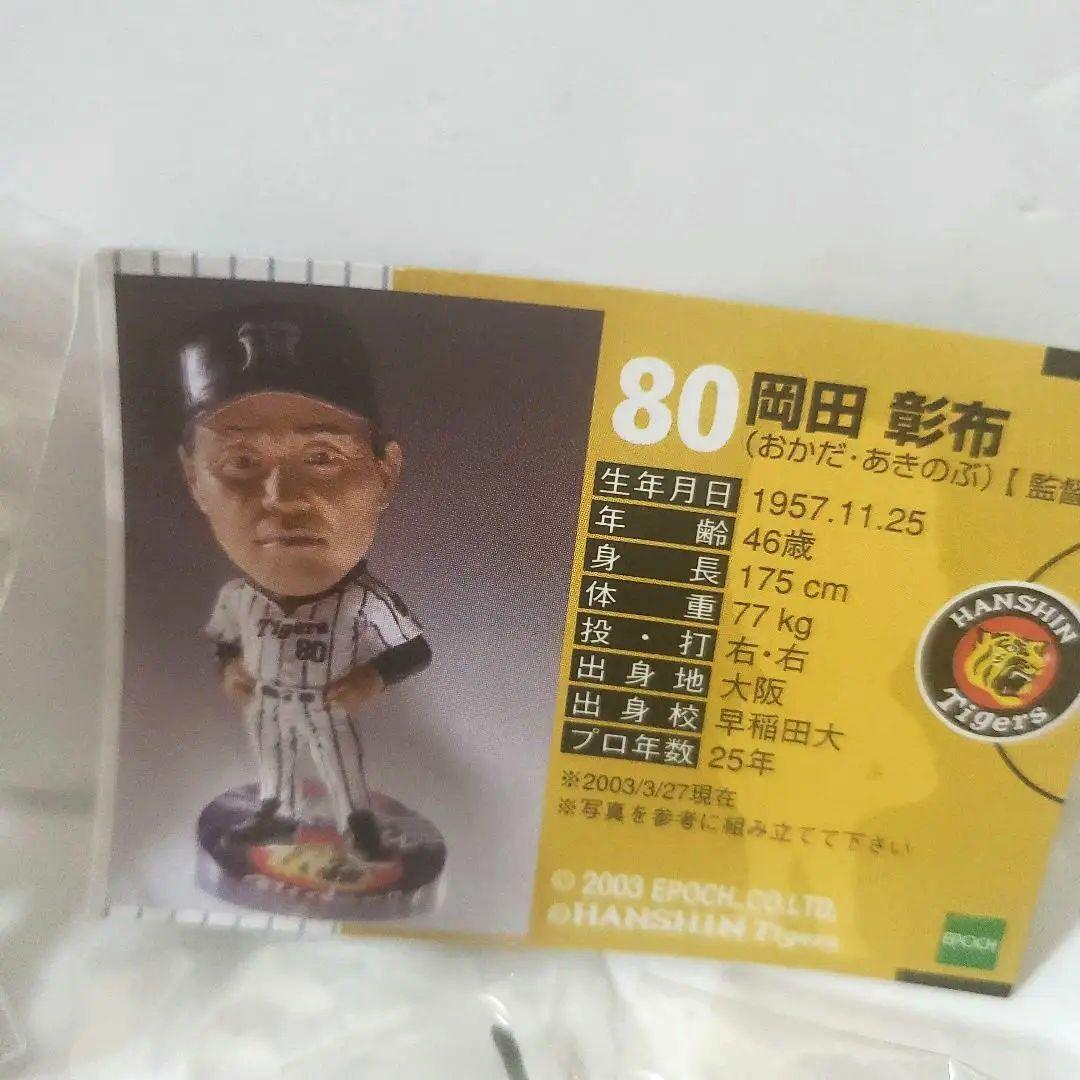 80 岡田 彰布
(おかだ・あきのぶ)【監督
生年月日 1957.11.25
年齢 46歳
身長 175 cm
体重 77 kg
投・打 右・右
出身地 大阪
出身校 早稲田大
プロ年数 25年
※2003/3/27現在
※写真を参考に組み立てて下さい
© 2003 EPOCH CO.LTD.
©HANSHIN Tigers
EPOCH
HANSHIN
Tigers
Tigers
80